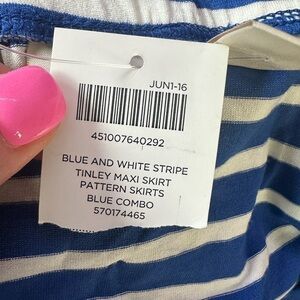 JUN1-16
451007640292
BLUE AND WHITE STRIPE
TINLEY MAXI SKIRT
PATTERN SKIRTS
BLUE COMBO
570174465